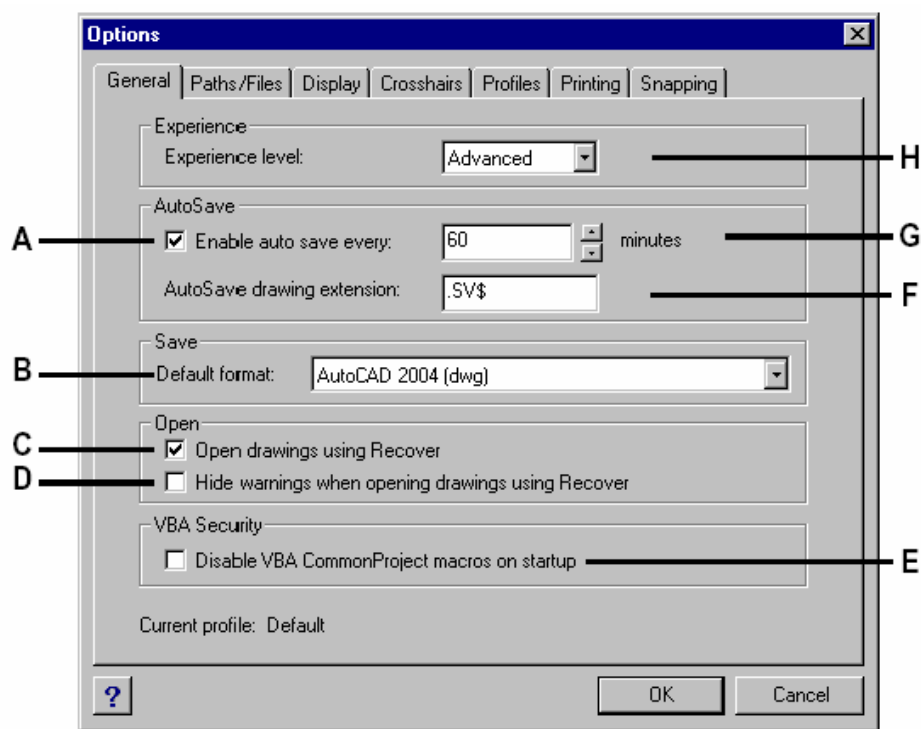 Options
General Paths/Files Display Crosshairs Profiles Printing Snapping
Experience
Experience level: Advanced H
AutoSave
A Enable auto save every: 60 minutes G
AutoSave drawing extension: .SV$ F
Save
B Default format: AutoCAD 2004 (dwg)
Open
C Open drawings using Recover
D Hide warnings when opening drawings using Recover
VBA Security
Disable VBA CommonProject macros on startup E
Current profile: Default
? OK Cancel